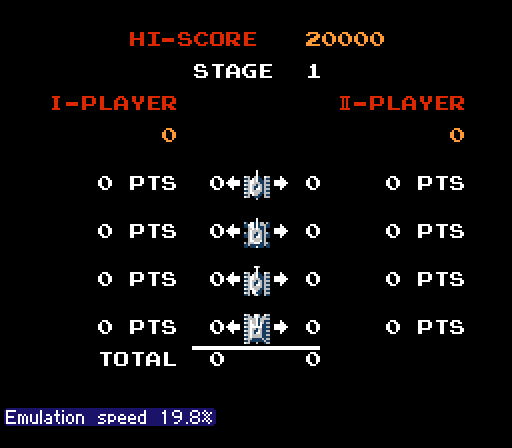 HI-SCORE 20000
STAGE 1
I-PLAYER II-PLAYER
0 0
0 PTS 0 0 0 PTS
0 PTS 0 0 0 PTS
0 PTS 0 0 0 PTS
0 PTS 0 0 0 PTS
TOTAL 0 0
Emulation speed 19.8%